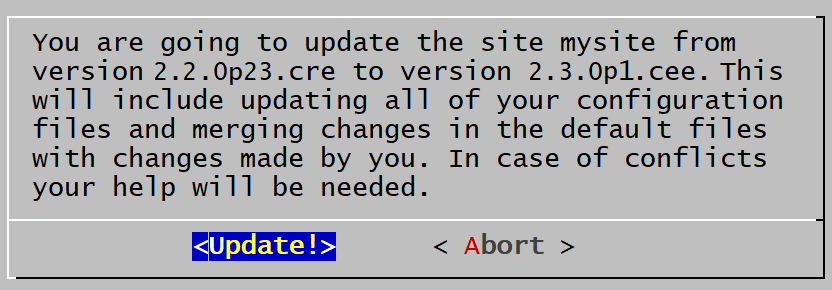 You are going to update the site mysite from
version 2.2.0p23.cre to version 2.3.0p1.cee. This
will include updating all of your configuration
files and merging changes in the default files
with changes made by you. In case of conflicts
your help will be needed.
<Update!> < Abort >